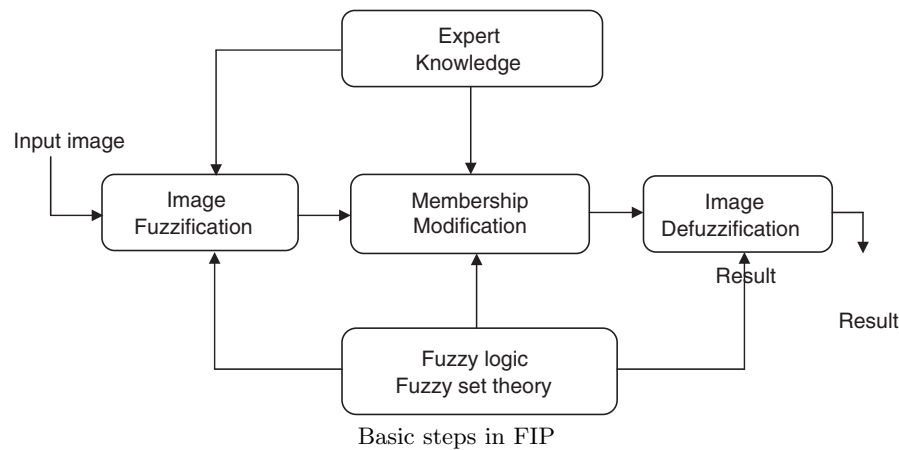 Expert
Knowledge
Input image
Image
Fuzzification
Membership
Modification
Image
Defuzzification
Result
Result
Fuzzy logic
Fuzzy set theory
Basic steps in FIP